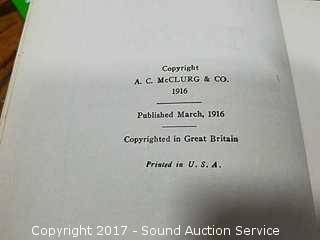 Copyright
A. C. McCLURG & CO.
1916
Published March, 1916
Copyrighted in Great Britain
Printed in U. S. A.
Copyright 2017 - Sound Auction Service